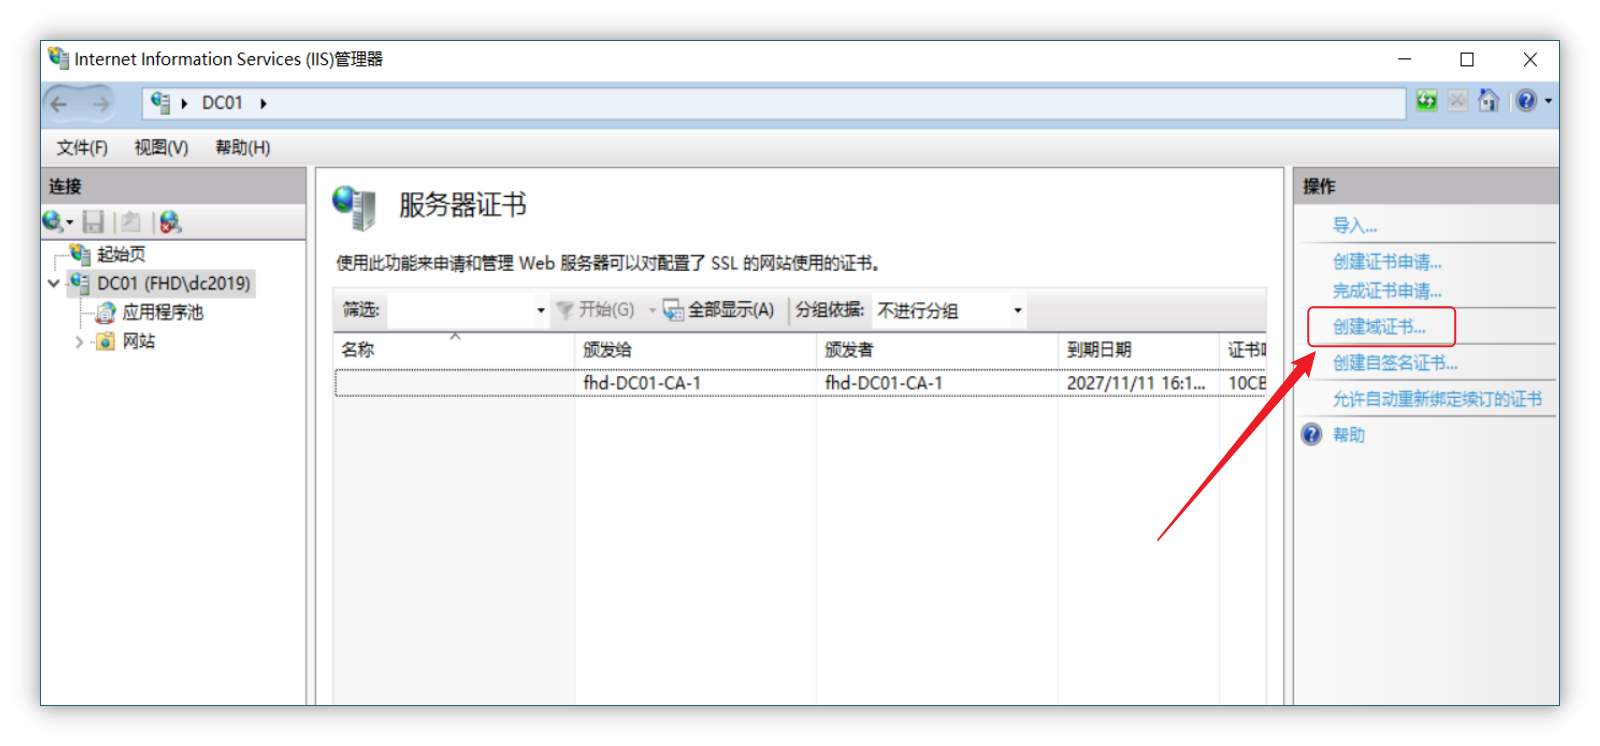 Internet Information Services (IIS)管理器
DC01
文件(F) 视图(V) 帮助(H)
连接
起始页
DC01 (FHD\dc2019)
应用程序池
网站
服务器证书
使用此功能来申请和管理 Web 服务器可以对配置了 SSL 的网站使用的证书。
筛选: 开始(G) 全部显示(A) 分组依据: 不进行分组
名称 颁发给 颁发者 到期日期 证书
fhd-DC01-CA-1 fhd-DC01-CA-1 2027/11/11 16:1... 10CB
操作
导入...
创建证书申请...
完成证书申请...
创建域证书...
创建自签名证书...
允许自动重新绑定续订的证书
帮助